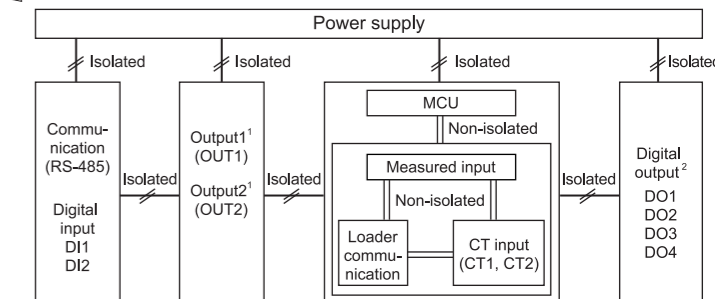 Power supply
Isolated
Isolated
Isolated
Isolated
Commu-
nication
(RS-485)
Digital
input
DI1
DI2
Isolated
Output1¹
(OUT1)
Output2¹
(OUT2)
Isolated
MCU
Non-isolated
Measured input
Non-isolated
Loader
commu-
nication
CT input
(CT1, CT2)
Isolated
Digital
output²
DO1
DO2
DO3
DO4